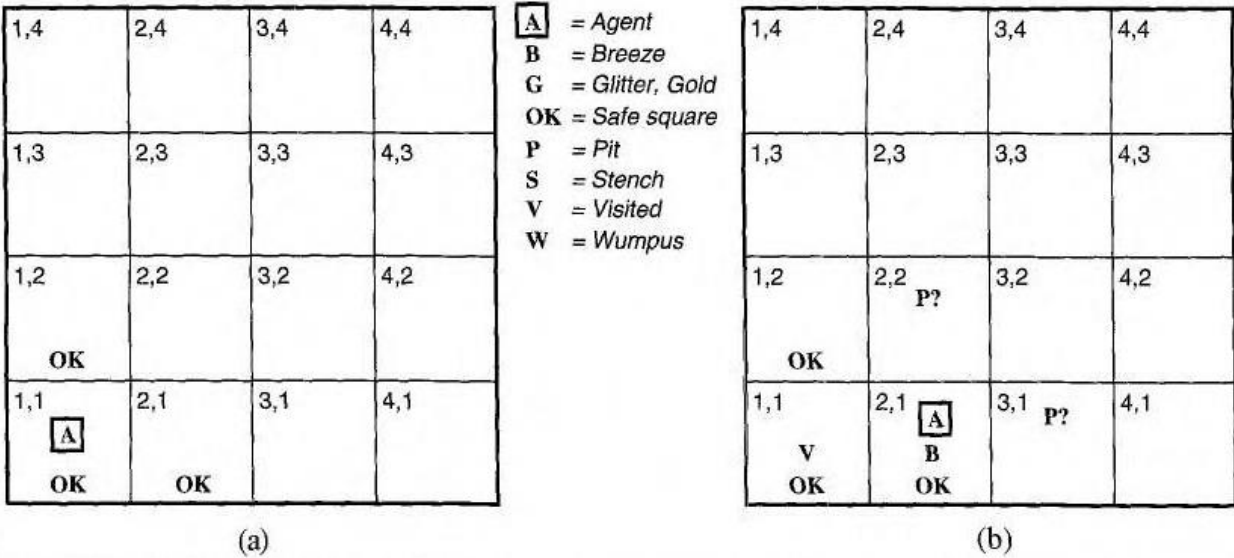 1,4 2,4 3,4 4,4
1,3 2,3 3,3 4,3
1,2 2,2 3,2 4,2
OK
1,1 2,1 3,1 4,1
A
OK OK
(a)
A = Agent
B = Breeze
G = Glitter, Gold
OK = Safe square
P = Pit
S = Stench
V = Visited
W = Wumpus
1,4 2,4 3,4 4,4
1,3 2,3 3,3 4,3
1,2 2,2 3,2 4,2
P?
OK
1,1 2,1 3,1 4,1
A P?
V B
OK OK
(b)